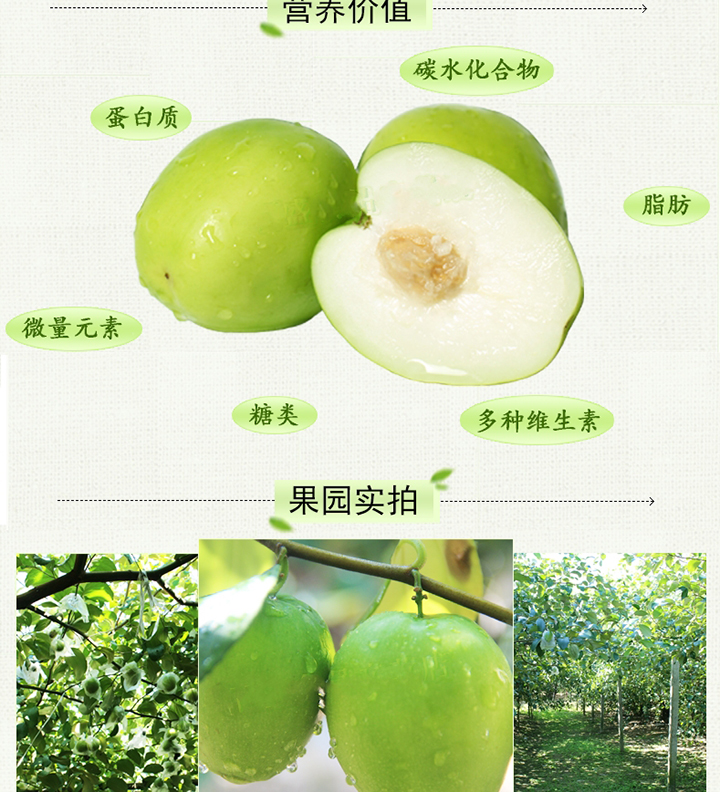 营养价值
碳水化合物
蛋白质
脂肪
微量元素
糖类
多种维生素
果园实拍